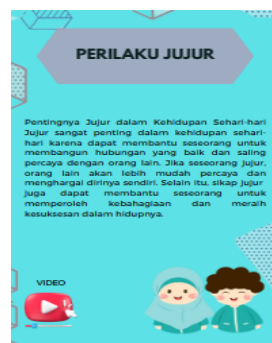 PERILAKU JUJUR
Pentingnya Jujur dalam Kehidupan Sehari-hari
Jujur sangat penting dalam kehidupan sehari-
hari karena dapat membantu seseorang untuk
membangun hubungan yang baik dan saling
percaya dengan orang lain. Jika seseorang jujur,
orang lain akan lebih mudah percaya dan
menghargai dirinya sendiri. Selain itu, sikap jujur
juga dapat membantu seseorang untuk
memperoleh kebahagiaan dan meraih
kesuksesan dalam hidupnya.
VIDEO